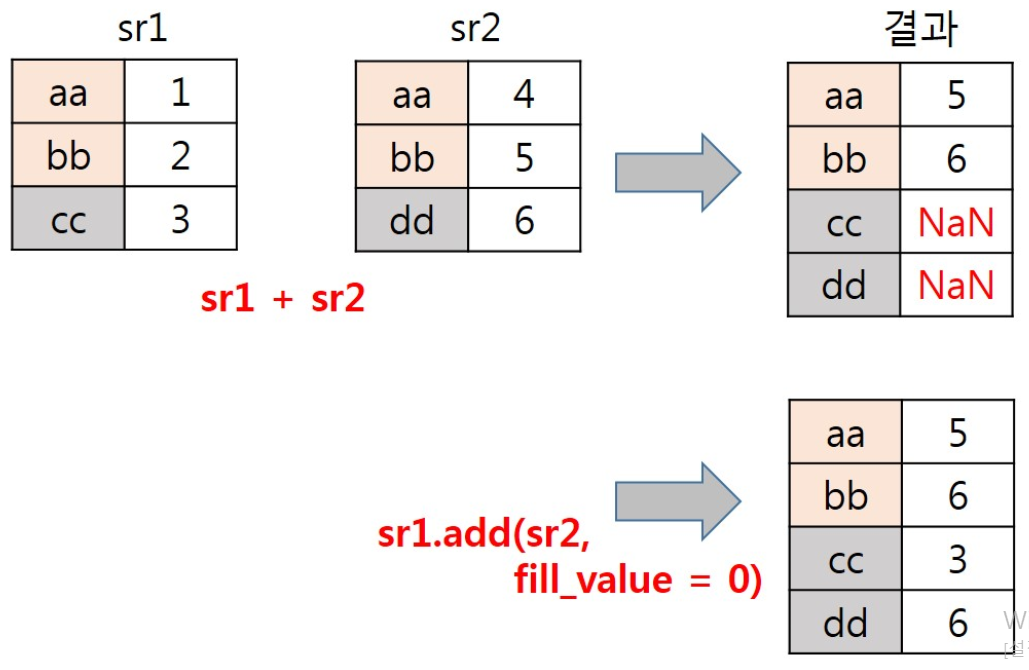 sr1 sr2 결과
aa 1 aa 4 aa 5
bb 2 bb 5 bb 6
cc 3 dd 6 cc NaN
dd NaN
sr1 + sr2
aa 5
bb 6
sr1.add(sr2,
fill_value = 0)
cc 3
dd 6
W